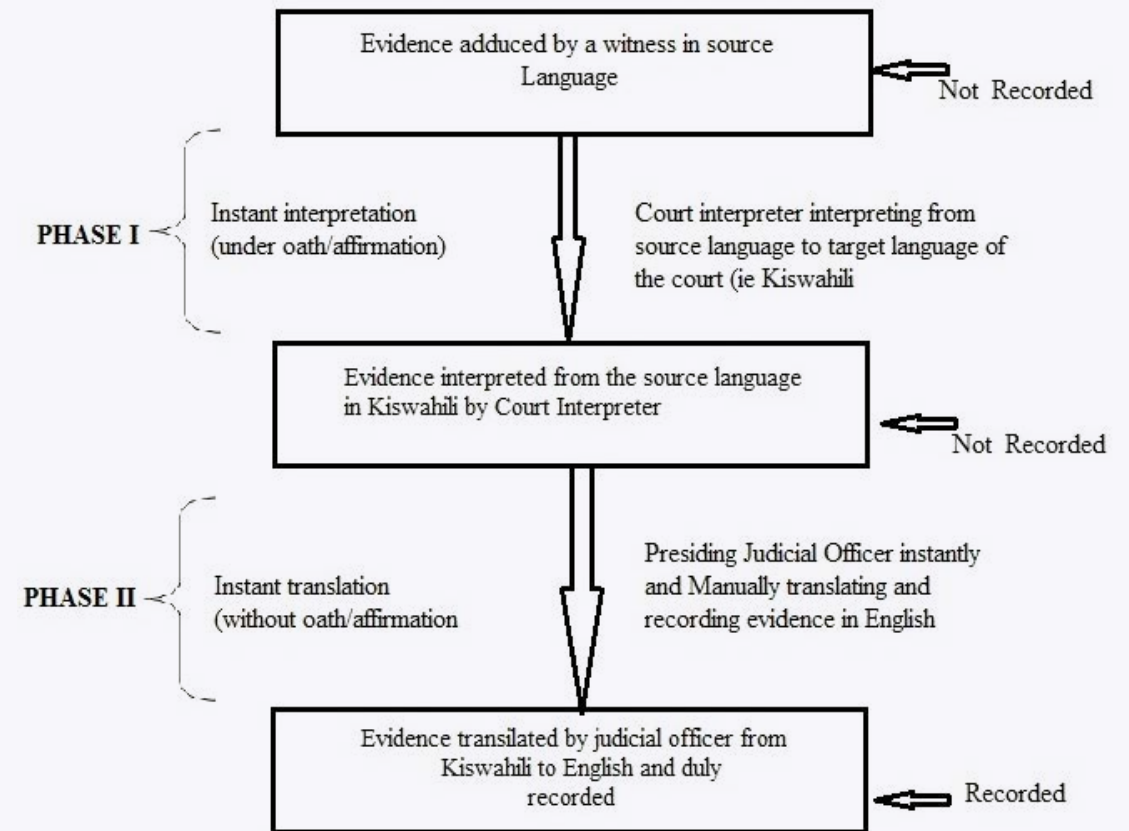 Evidence adduced by a witness in source
Language
Not Recorded
PHASE I
Instant interpretation
(under oath/affirmation)
Court interpreter interpreting from
source language to target language of
the court (ie Kiswahili
Evidence interpreted from the source language
in Kiswahili by Court Interpreter
Not Recorded
PHASE II
Instant translation
(without oath/affirmation
Presiding Judicial Officer instantly
and Manually translating and
recording evidence in English
Evidence transilated by judicial officer from
Kiswahili to English and duly
recorded
Recorded